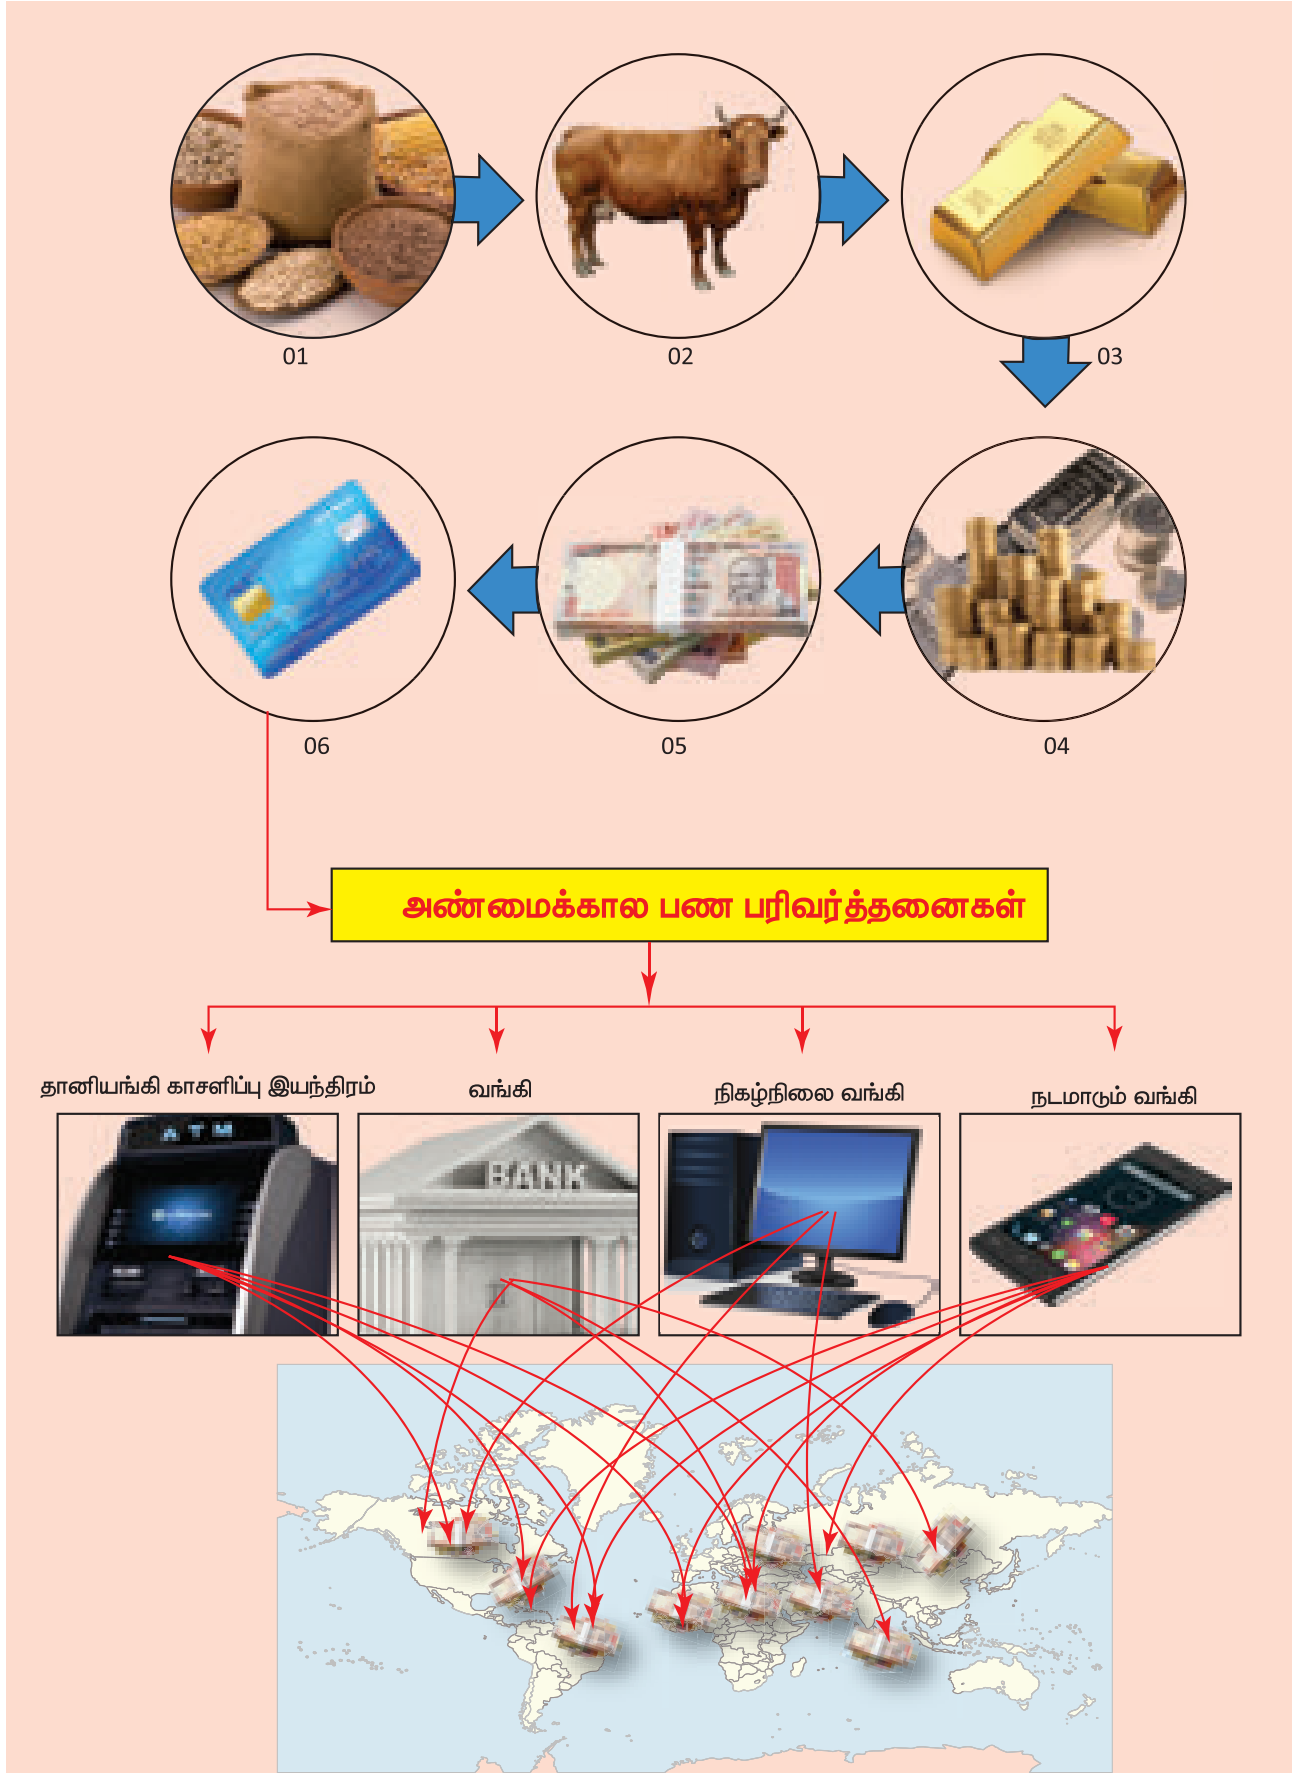 01
02
03
06
05
04
அண்மைக்கால பண பரிவர்த்தனைகள்
தானியங்கி காசளிப்பு இயந்திரம்
வங்கி
நிகழ்நிலை வங்கி
நடமாடும் வங்கி
ATM
BANK